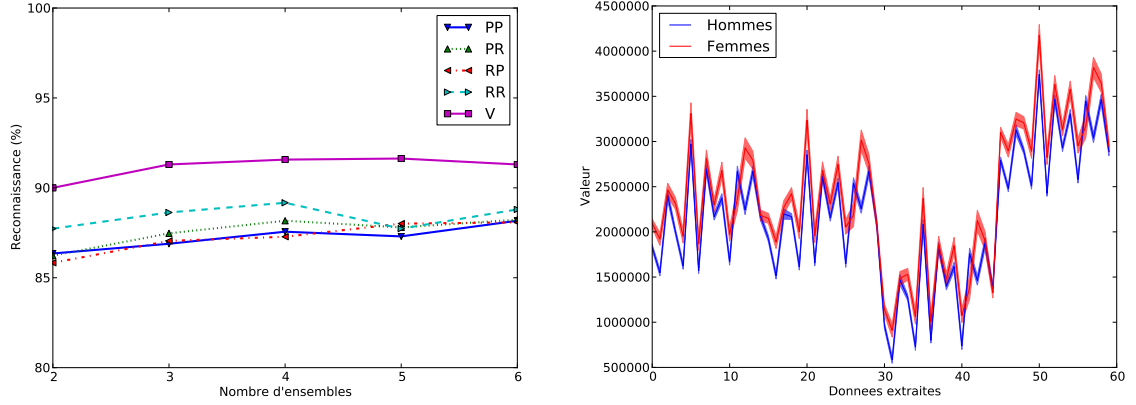 100
95
90
85
80
Reconnaissance (%)
2
3
4
5
6
Nombre d'ensembles
PP
PR
RP
RR
V
4500000
4000000
3500000
3000000
2500000
2000000
1500000
1000000
500000
Valeur
0
10
20
30
40
50
60
Donnees extraites
Hommes
Femmes